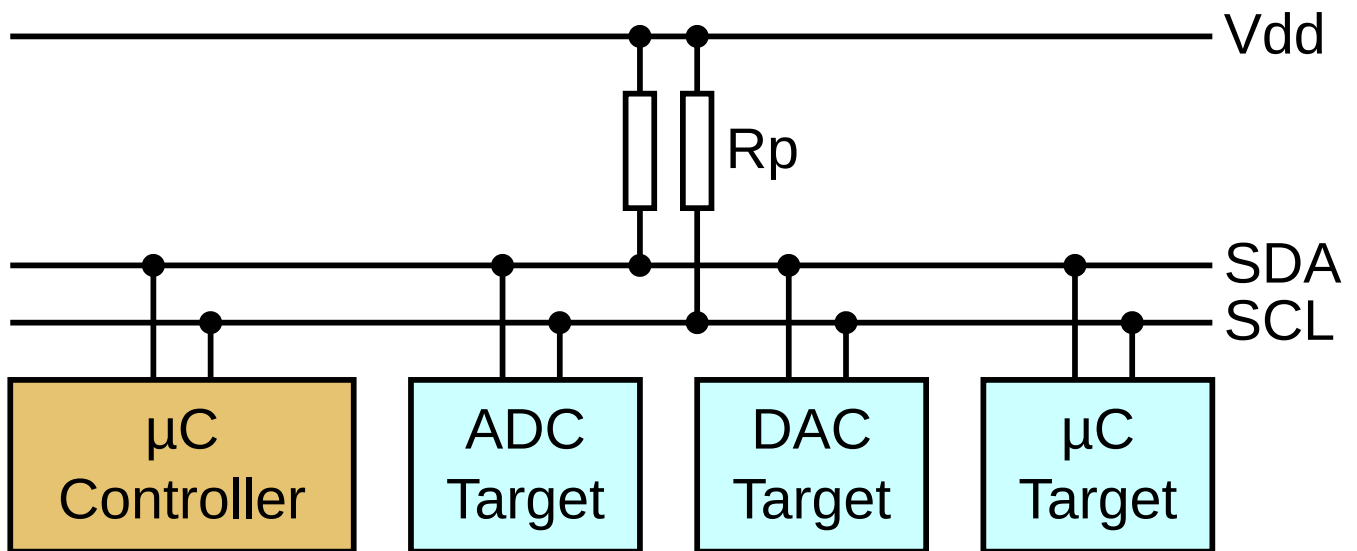 Vdd
Rp
SDA
SCL
µC
Controller
ADC
Target
DAC
Target
µC
Target